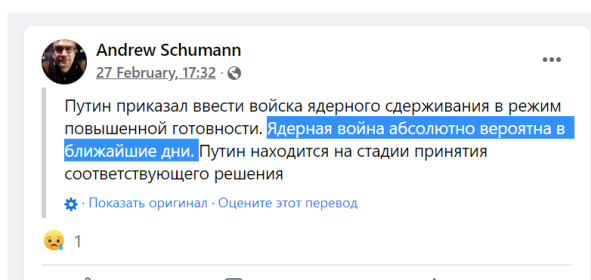 Andrew Schumann
27 February, 17:32 ·
Путин приказал ввести войска ядерного сдерживания в режим
повышенной готовности. Ядерная война абсолютно вероятна в
ближайшие дни. Путин находится на стадии принятия
соответствующего решения
· Показать оригинал · Оцените этот перевод
1